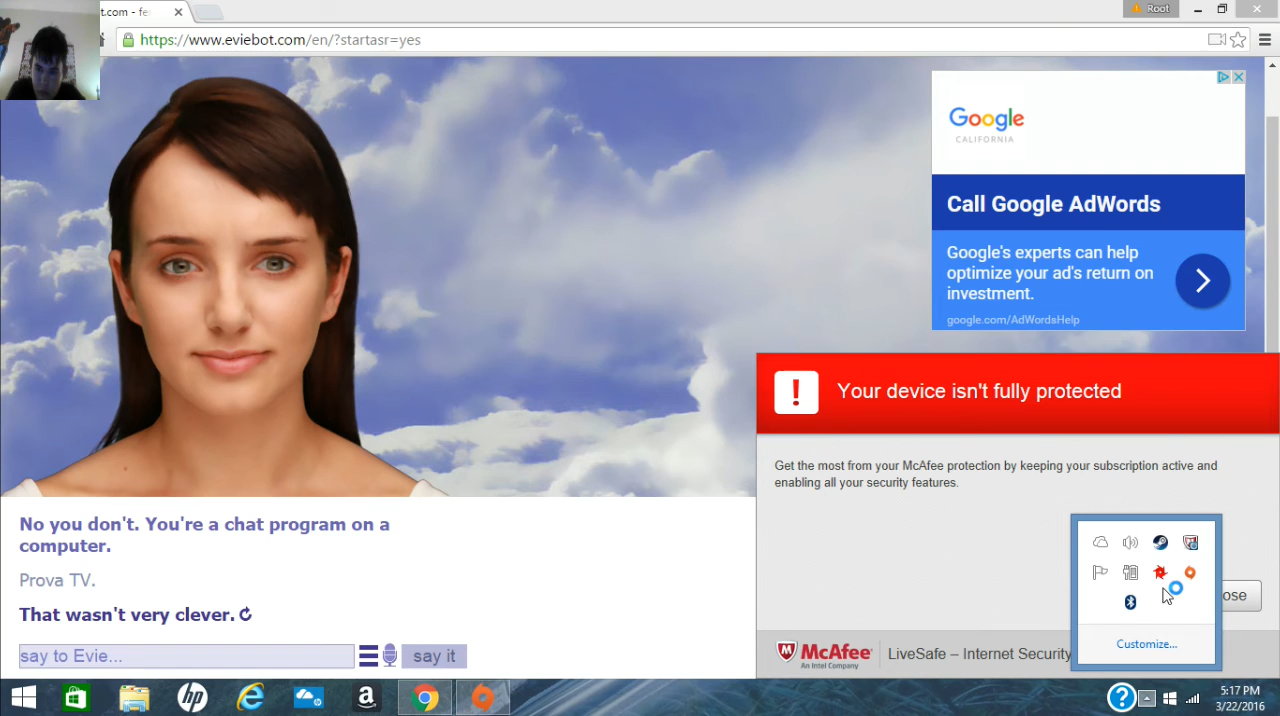 t.com - fe
Root
https://www.eviebot.com/en/?startasr=yes
Google
CALIFORNIA
Call Google AdWords
Google's experts can help
optimize your ad's return on
investment.
google.com/AdWordsHelp
Your device isn't fully protected
Get the most from your McAfee protection by keeping your subscription active and
enabling all your security features.
No you don't. You're a chat program on a
computer.
Prova TV.
That wasn't very clever.
say to Evie...
say it
ose
Customize...
McAfee
An Intel Company
LiveSafe – Internet Security
hp
a
?
5:17 PM
3/22/2016